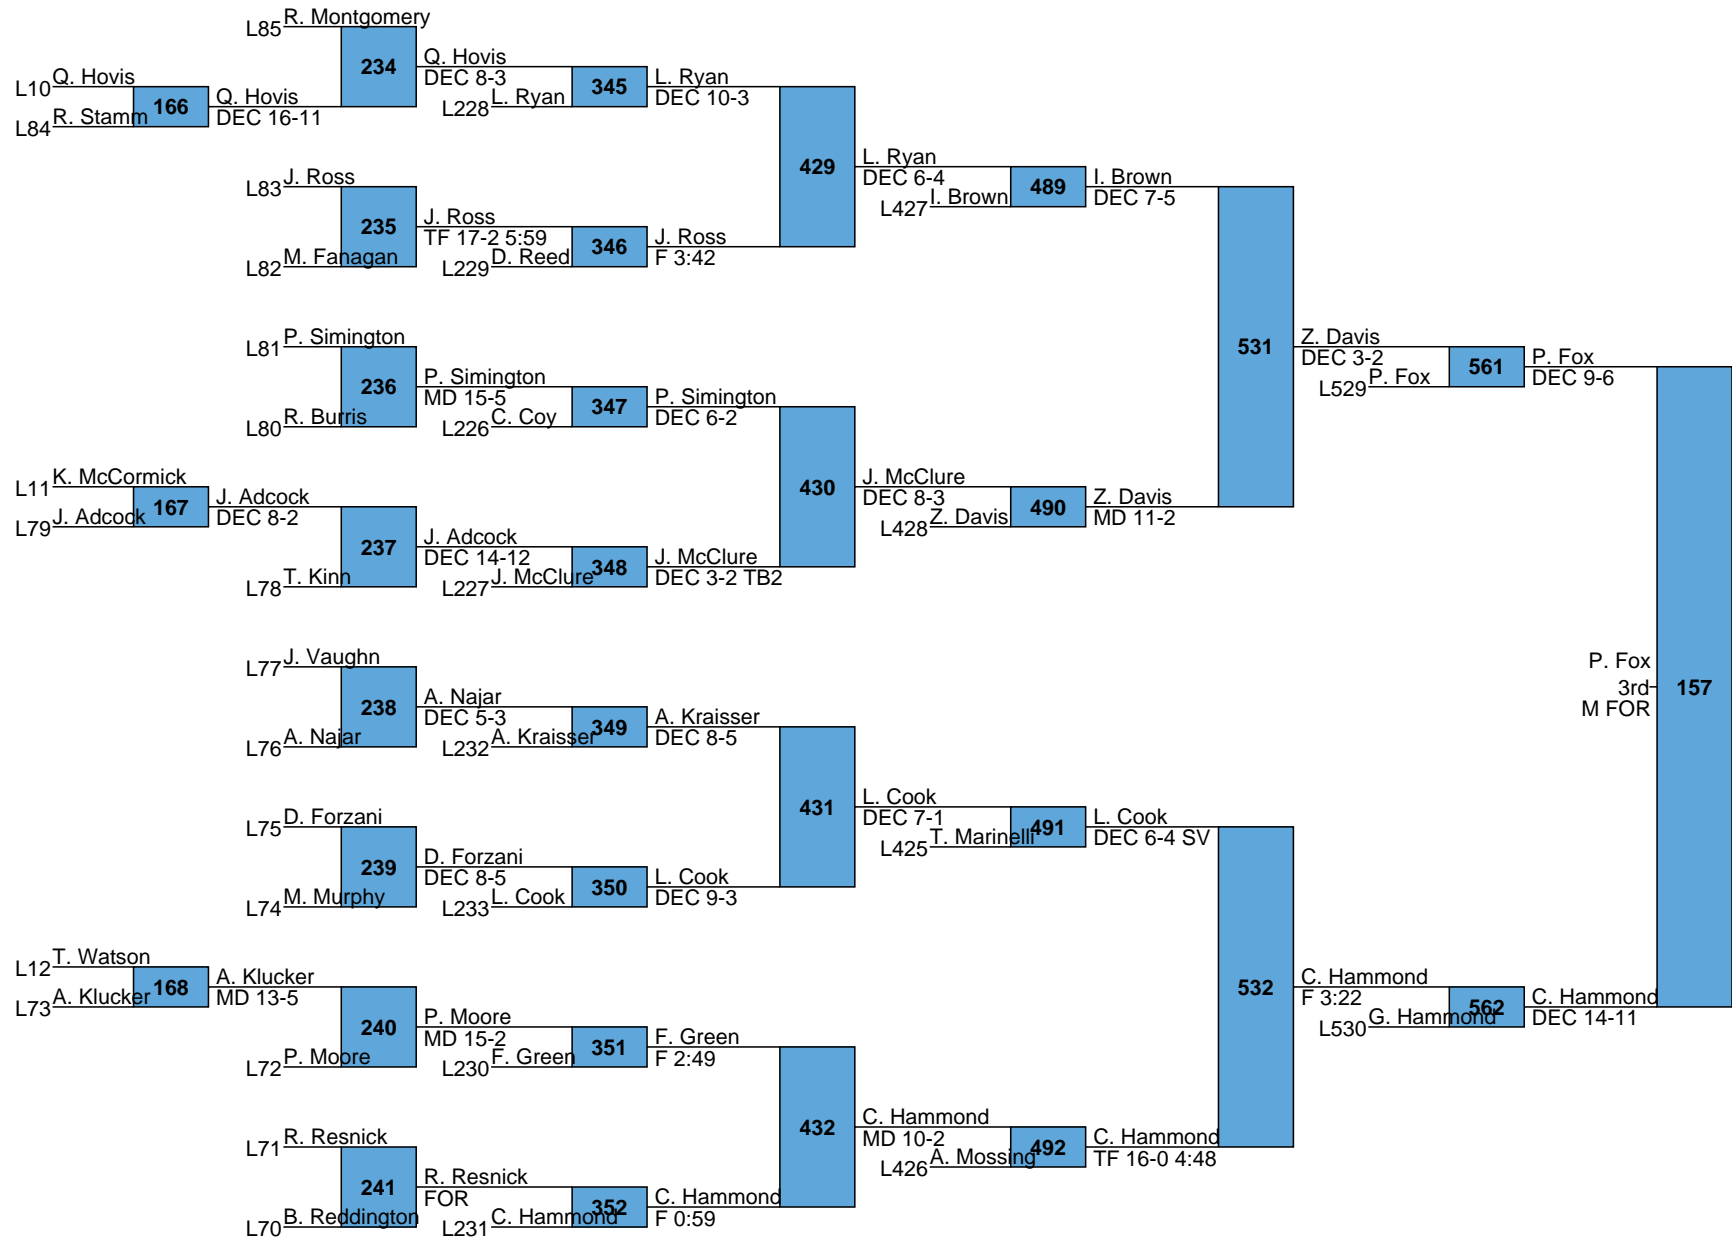 L85 R. Montgomery
234
Q. Hovis
DEC 8-3
L10 Q. Hovis
166
Q. Hovis
DEC 16-11
L84 R. Stamm
L228 L. Ryan
345
L. Ryan
DEC 10-3
429
L. Ryan
DEC 6-4
L83 J. Ross
235
J. Ross
TF 17-2 5:59
L82 M. Fanagan
L229 D. Reed
346
J. Ross
F 3:42
L427 I. Brown
489
I. Brown
DEC 7-5
531
Z. Davis
DEC 3-2
L81 P. Simington
236
P. Simington
MD 15-5
L80 R. Burris
L226 C. Coy
347
P. Simington
DEC 6-2
430
J. McClure
DEC 8-3
L11 K. McCormick
167
J. Adcock
DEC 8-2
L79 J. Adcock
237
J. Adcock
DEC 14-12
L78 T. Kinn
L227 J. McClure
348
J. McClure
DEC 3-2 TB2
L428 Z. Davis
490
Z. Davis
MD 11-2
L529 P. Fox
561
P. Fox
DEC 9-6
L77 J. Vaughn
238
A. Najar
DEC 5-3
L76 A. Najar
L232 A. Kraisser
349
A. Kraisser
DEC 8-5
431
L. Cook
DEC 7-1
L75 D. Forzani
239
D. Forzani
DEC 8-5
L74 M. Murphy
L233 L. Cook
350
L. Cook
DEC 9-3
L425 T. Marinelli
491
L. Cook
DEC 6-4 SV
532
C. Hammond
F 3:22
L12 T. Watson
168
A. Klucker
MD 13-5
L73 A. Klucker
240
P. Moore
MD 15-2
L72 P. Moore
L230 F. Green
351
F. Green
F 2:49
432
C. Hammond
MD 10-2
L71 R. Resnick
241
R. Resnick
FOR
L70 B. Reddington
L231 C. Hammond
352
C. Hammond
F 0:59
L426 A. Mossing
492
C. Hammond
TF 16-0 4:48
L530 G. Hammond
562
C. Hammond
DEC 14-11
P. Fox
3rd
M FOR
157